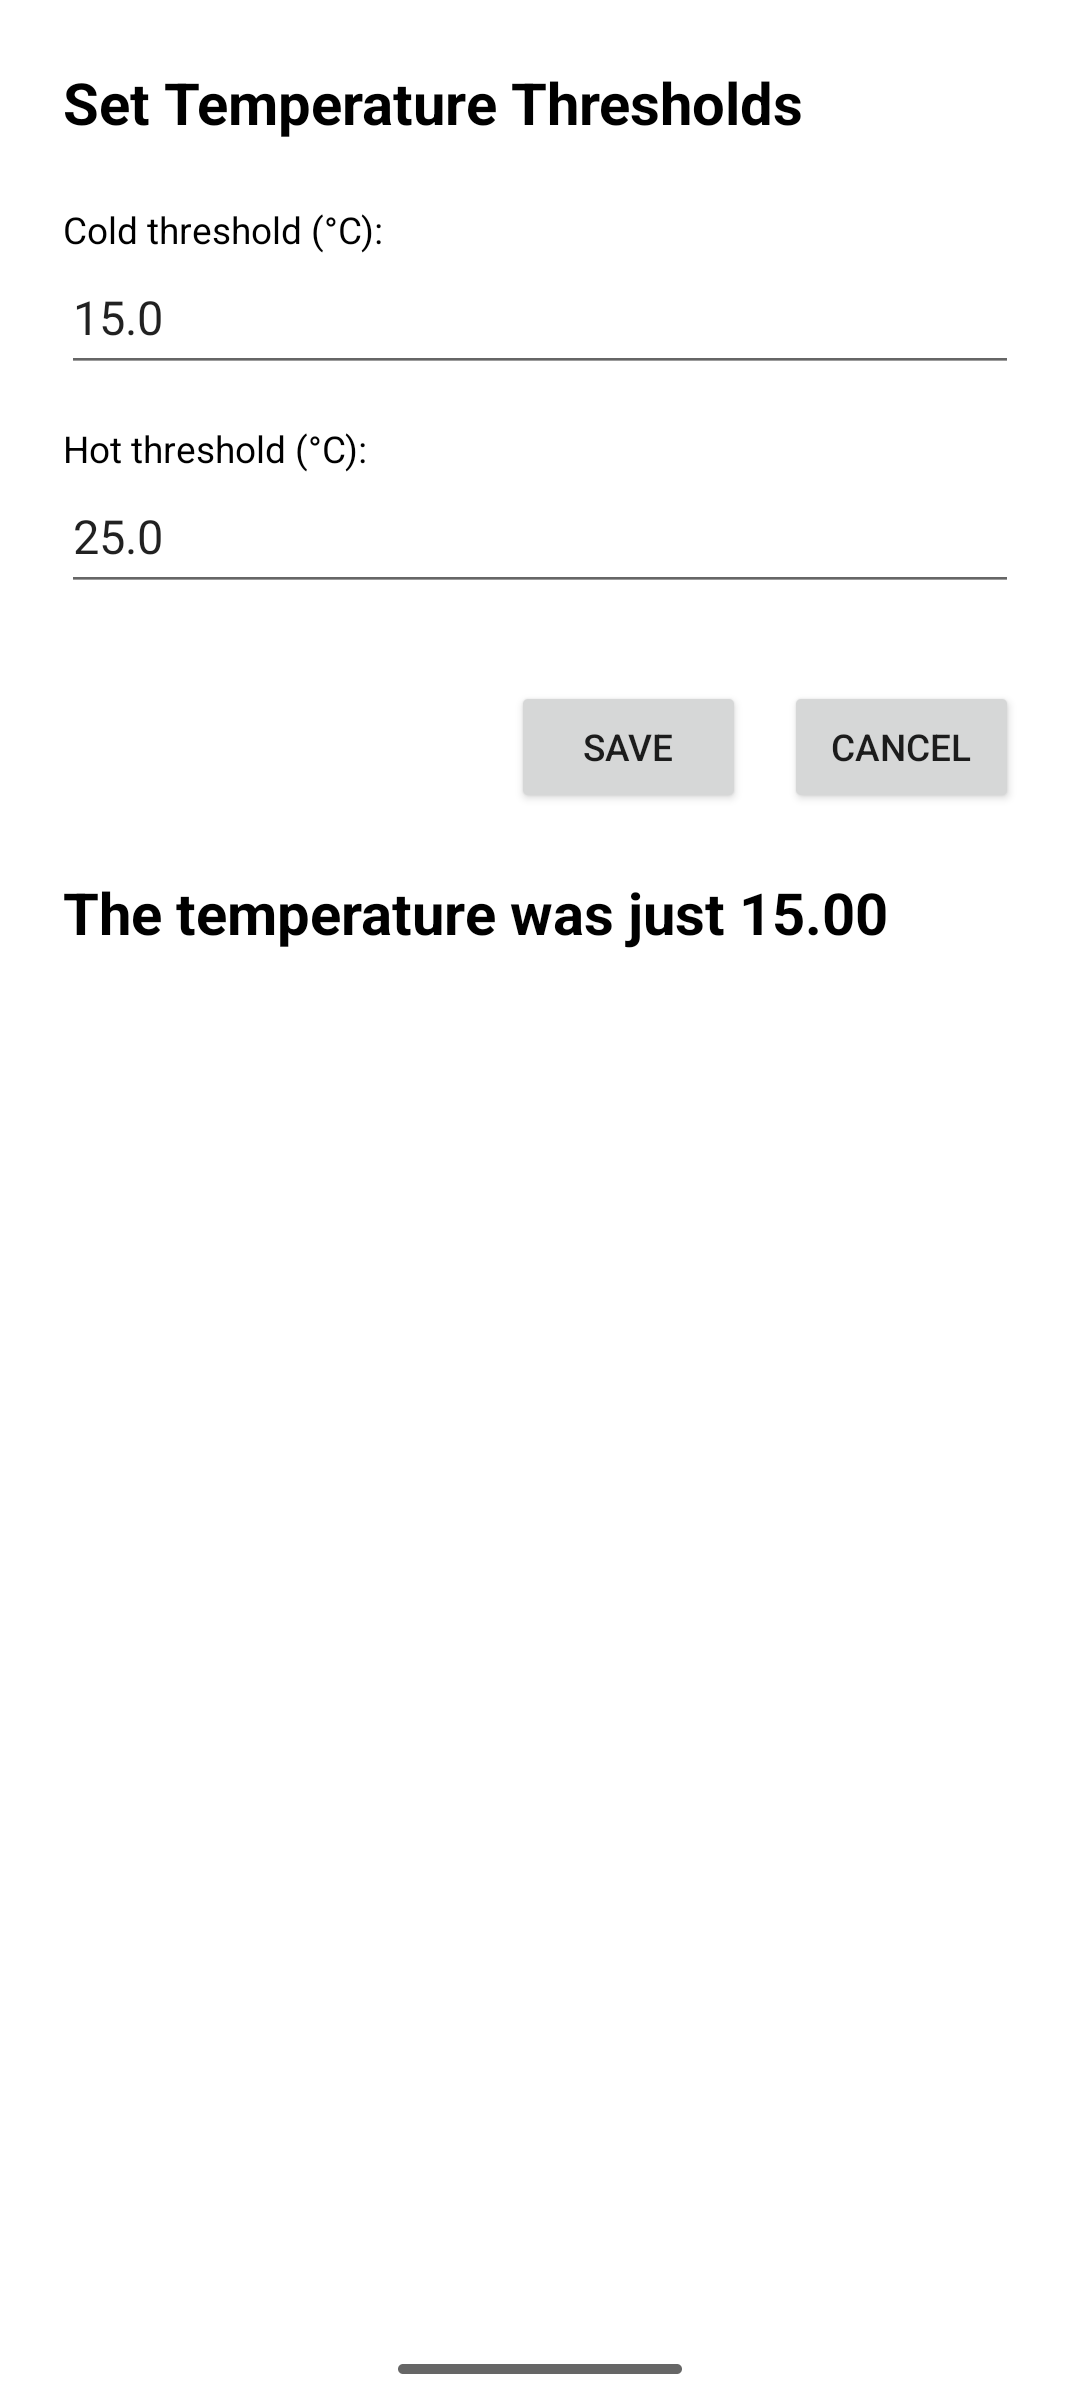 Set Temperature Thresholds
Cold threshold (°C):
15.0
Hot threshold (°C):
25.0
SAVE CANCEL
The temperature was just 15.00